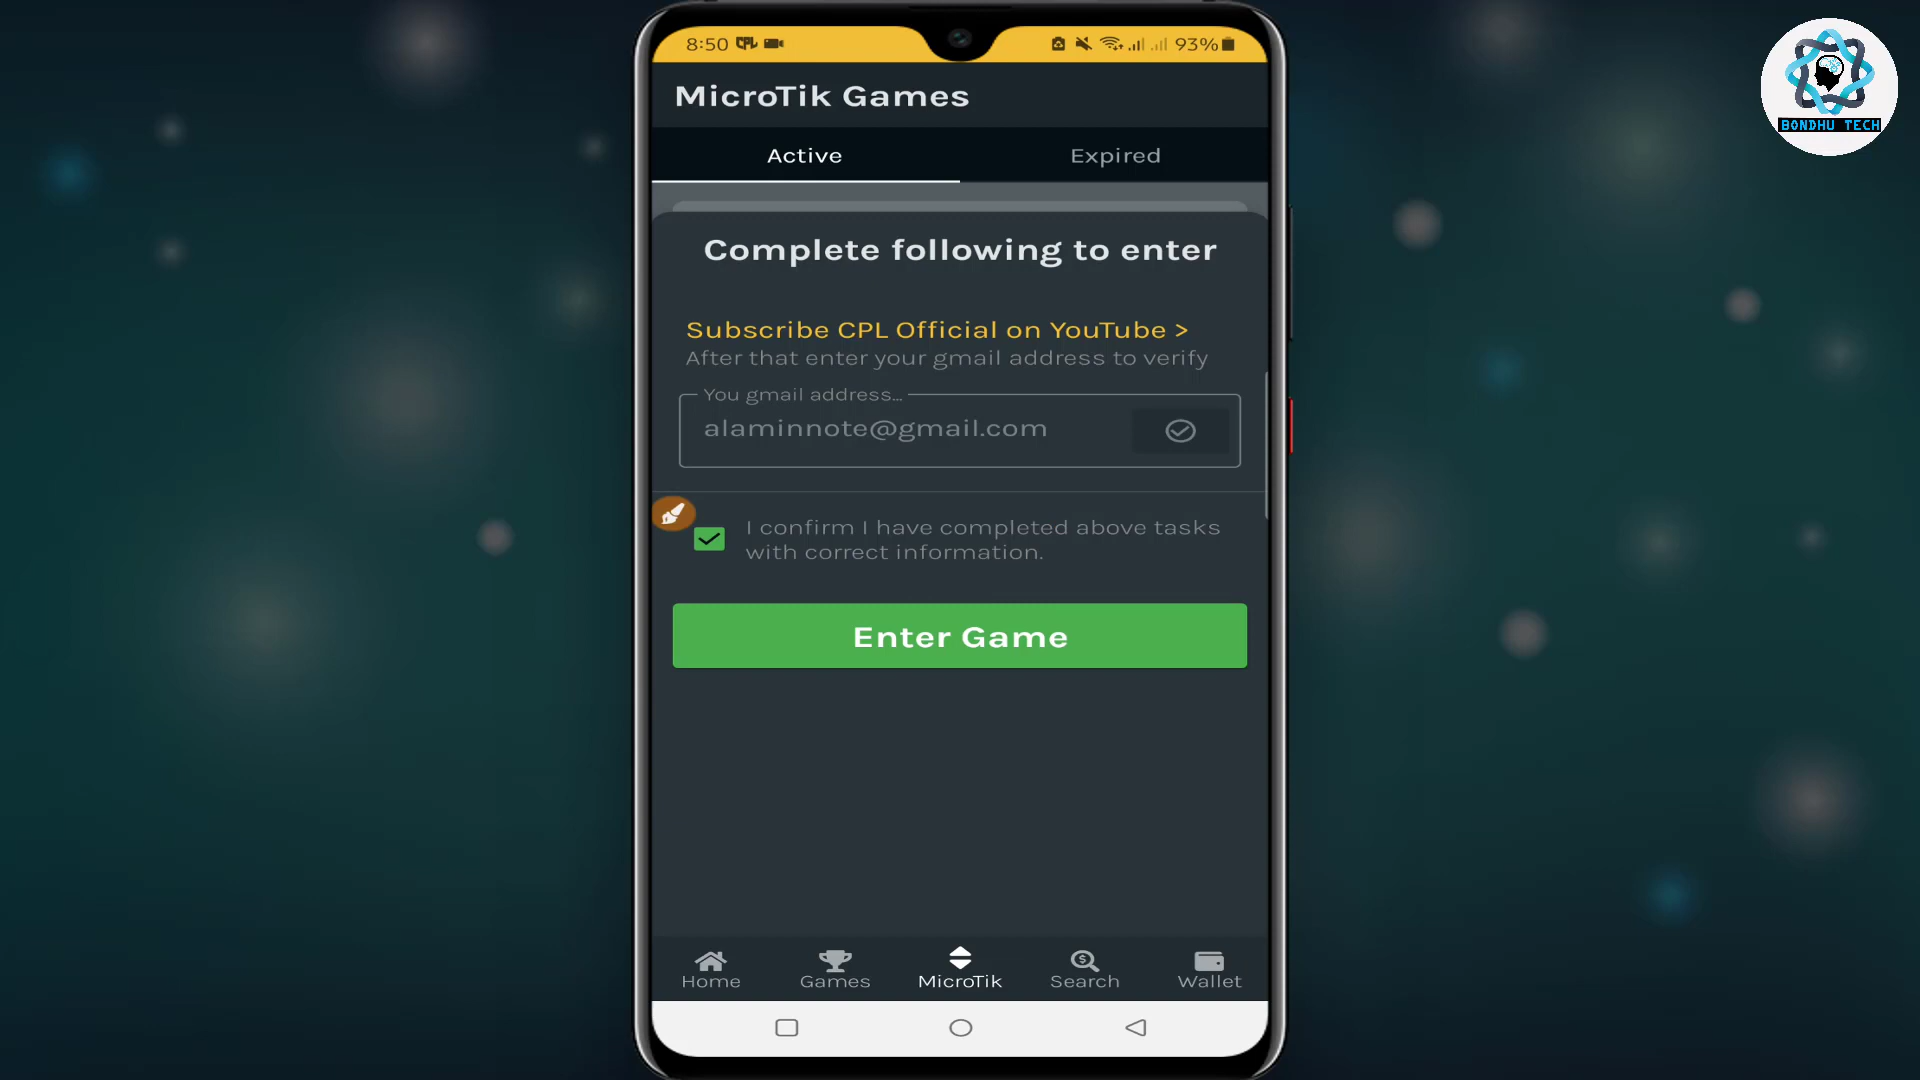 8:50 CPL 93%
BONDHU TECH
MicroTik Games
Active Expired
Complete following to enter
Subscribe CPL Official on YouTube >
After that enter your gmail address to verify
You gmail address...
alaminnote@gmail.com
I confirm I have completed above tasks
with correct information.
Enter Game
Home Games MicroTik Search Wallet